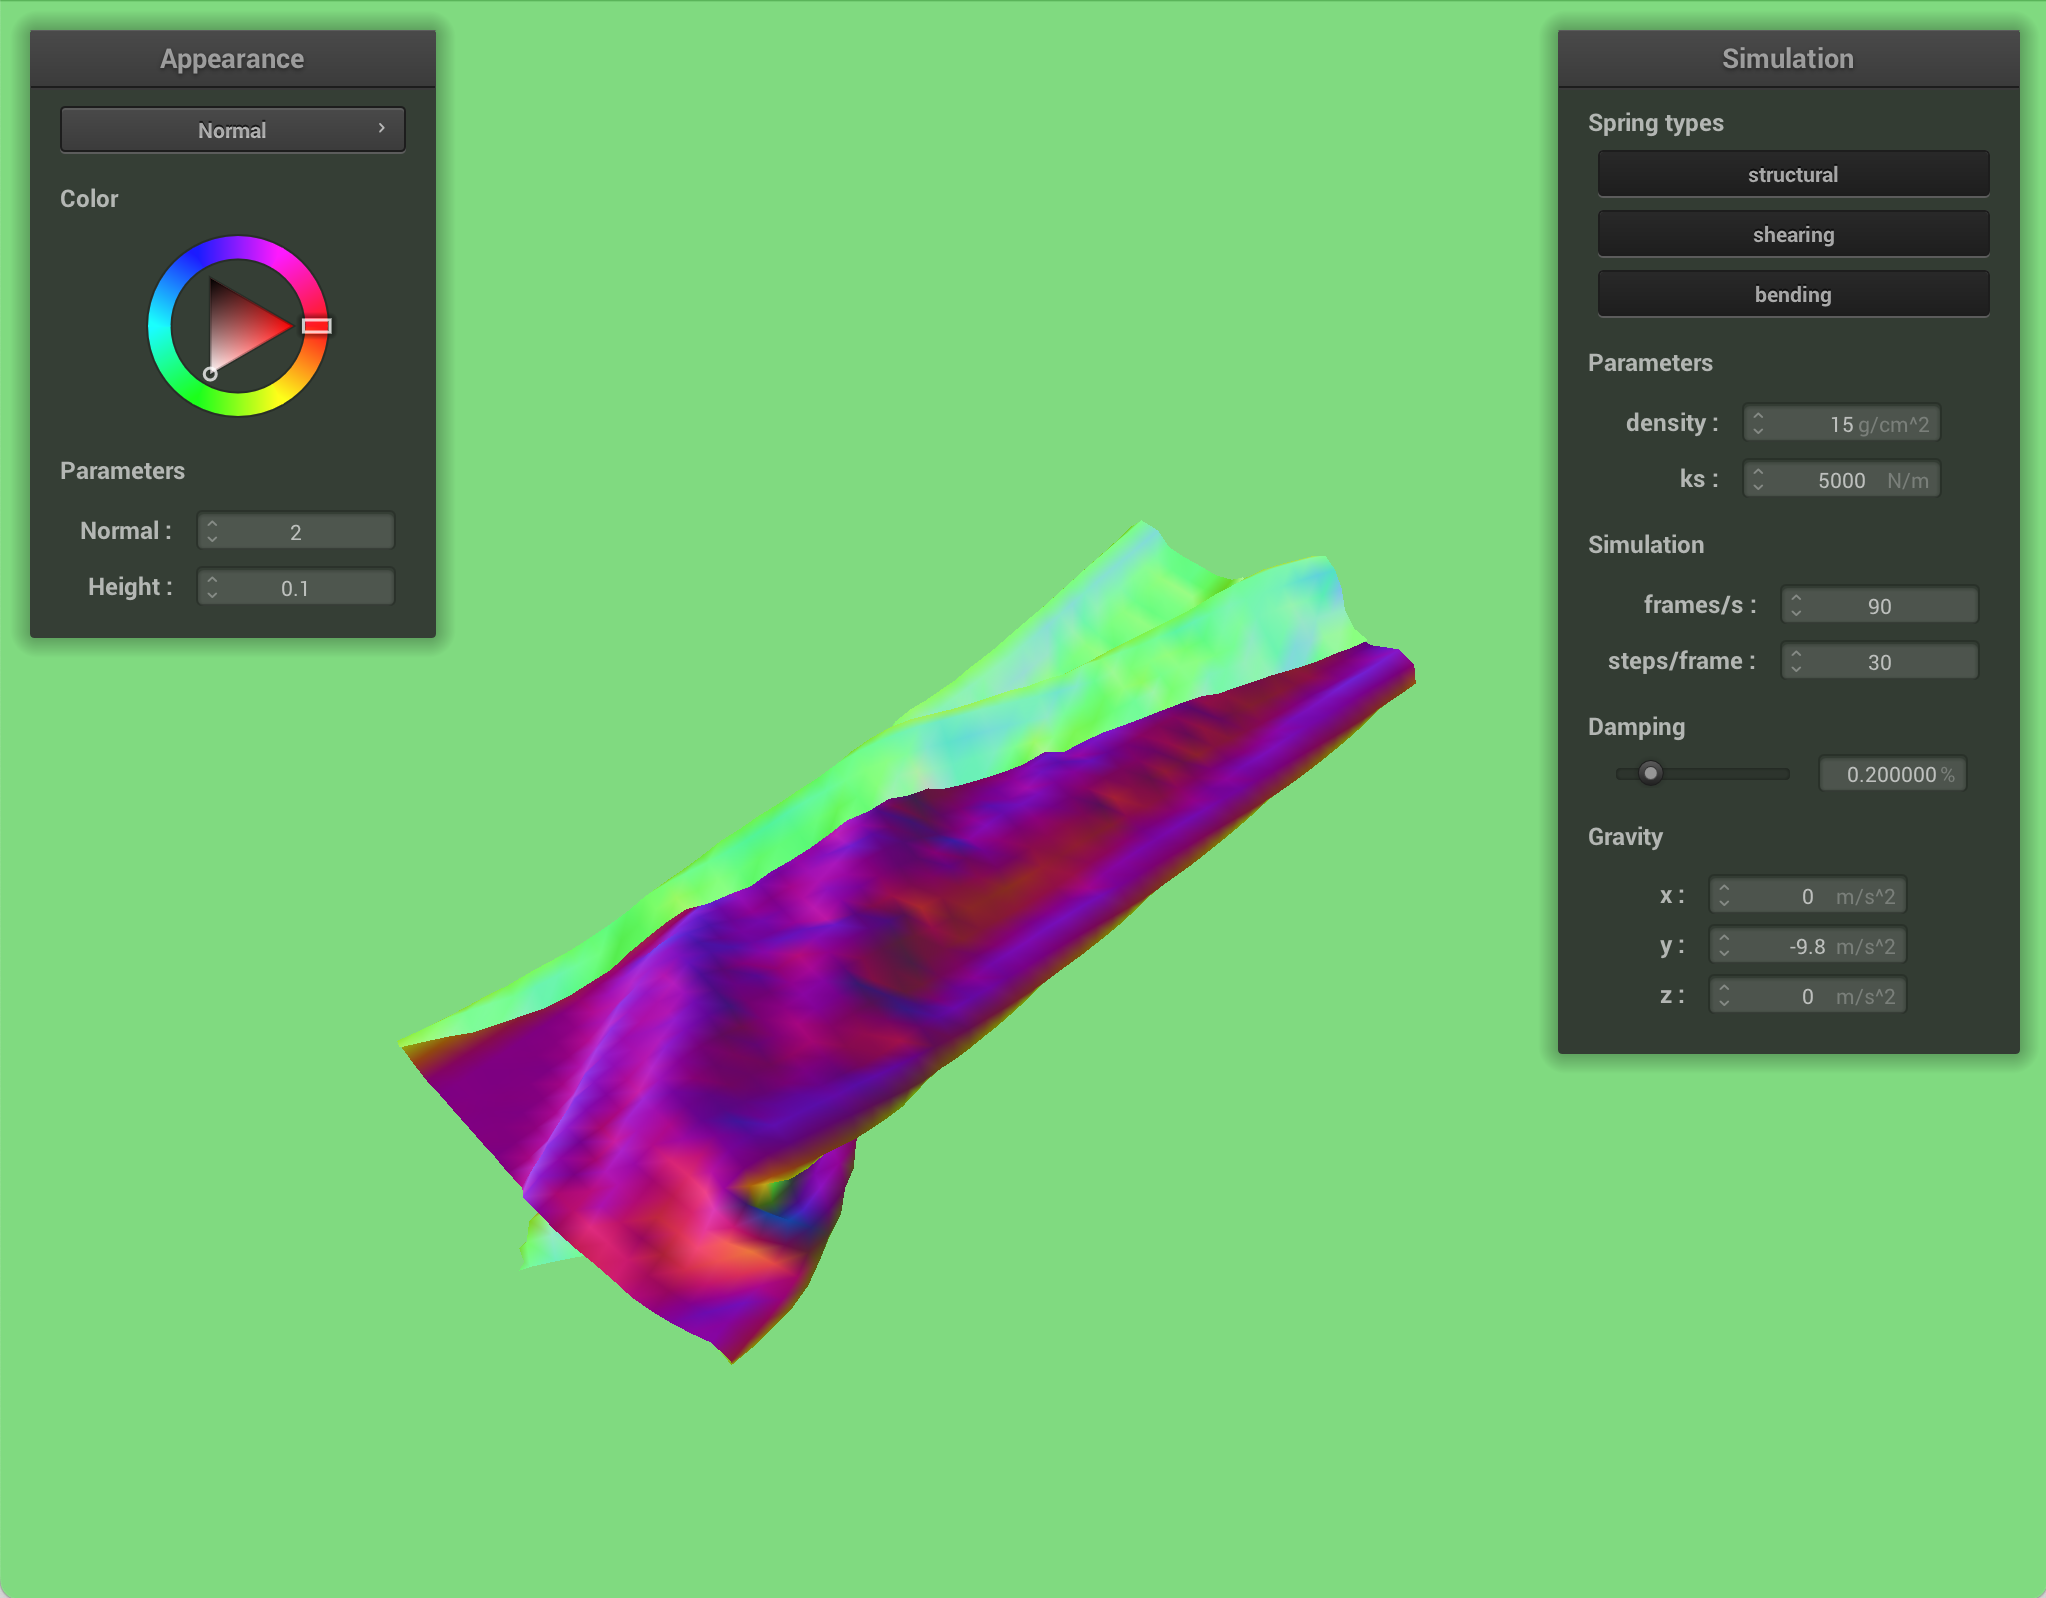 Appearance
Normal
Color
Parameters
Normal : 2
Height : 0.1
Simulation
Spring types
structural
shearing
bending
Parameters
density : 15 g/cm^2
ks : 5000 N/m
Simulation
frames/s : 90
steps/frame : 30
Damping
0.200000 %
Gravity
x : 0 m/s^2
y : -9.8 m/s^2
z : 0 m/s^2